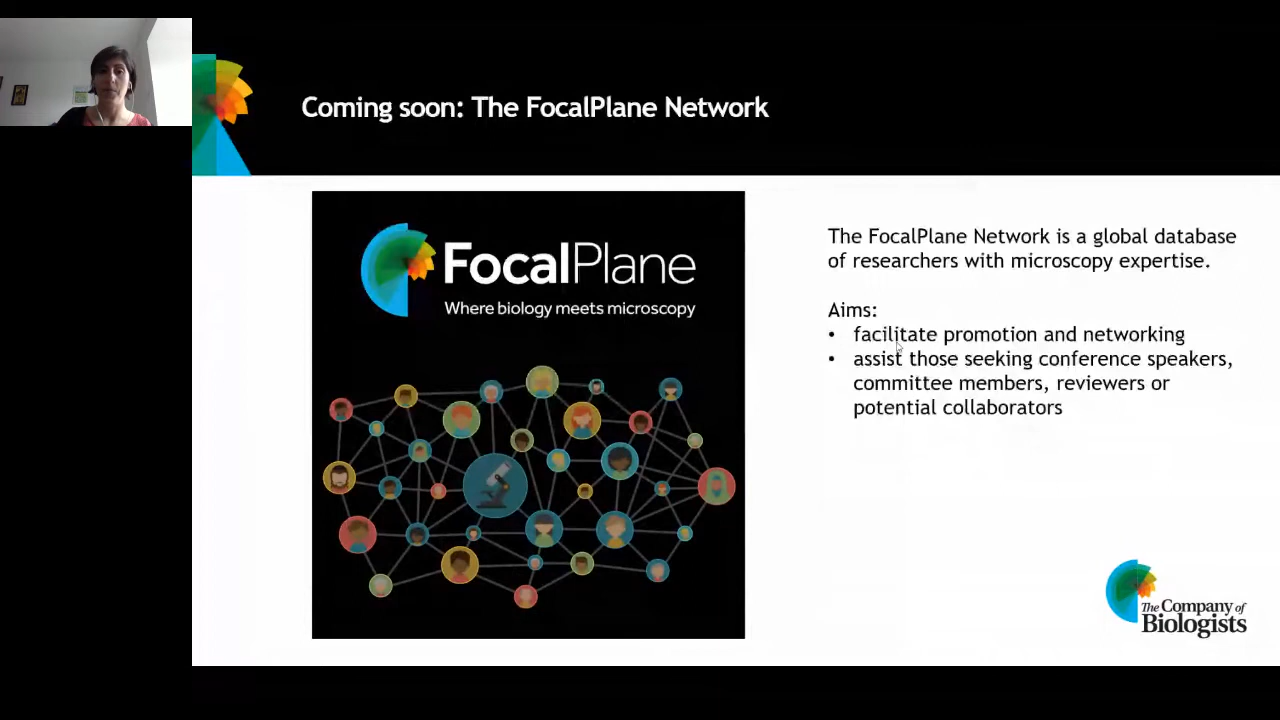 Coming soon: The FocalPlane Network
FocalPlane
Where biology meets microscopy
The FocalPlane Network is a global database
of researchers with microscopy expertise.
Aims:
• facilitate promotion and networking
• assist those seeking conference speakers,
committee members, reviewers or
potential collaborators
The Company of
Biologists